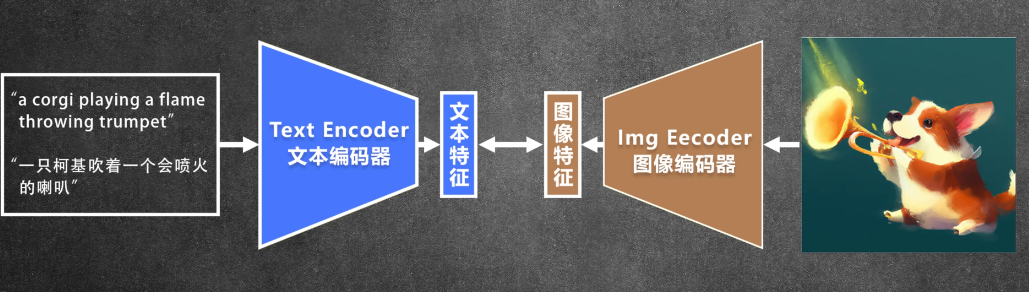 “a corgi playing a flame
throwing trumpet”
“一只柯基吹着一个会喷火
的喇叭”
Text Encoder
文本编码器
文本特征
图像特征
Img Eecoder
图像编码器